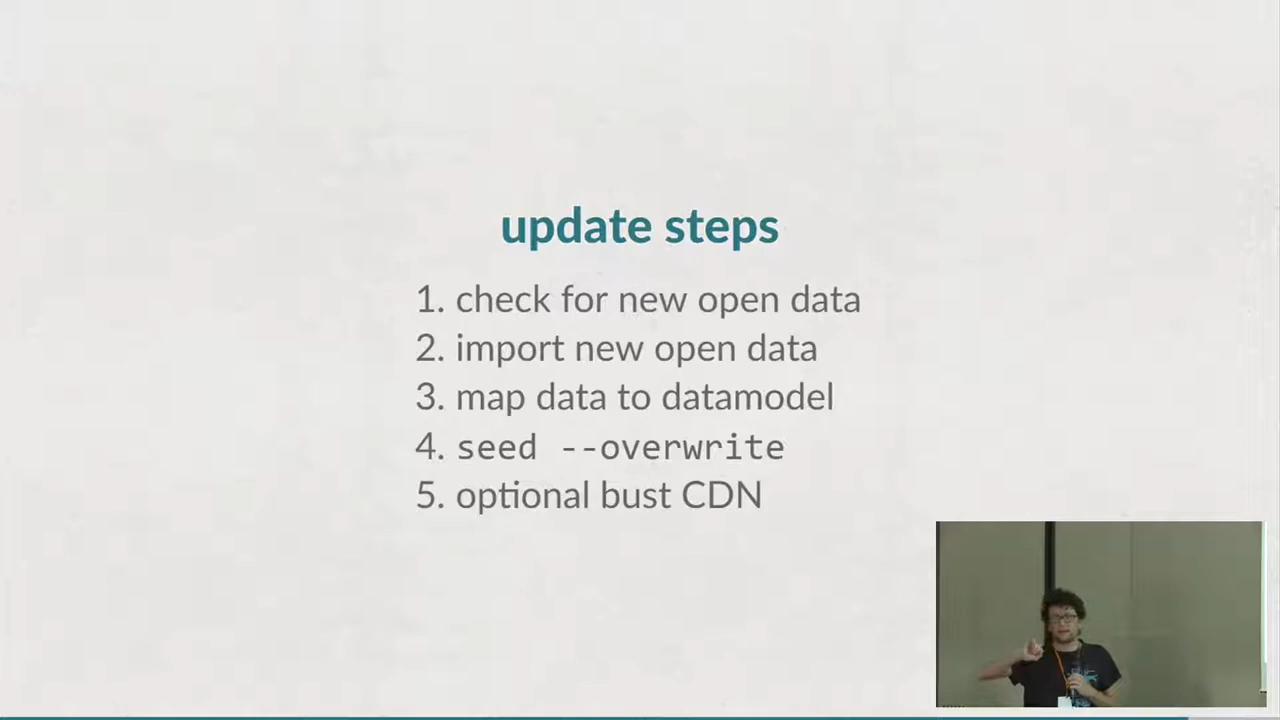 update steps
1. check for new open data
2. import new open data
3. map data to datamodel
4. seed --overwrite
5. optional bust CDN